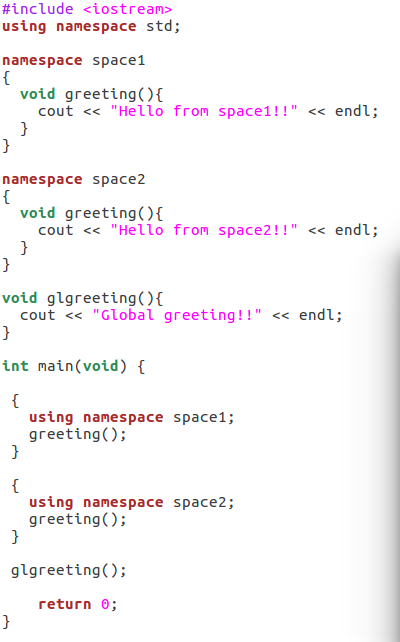 #include <iostream>
using namespace std;

namespace space1
{
  void greeting(){
    cout << "Hello from space1!!" << endl;
  }
}

namespace space2
{
  void greeting(){
    cout << "Hello from space2!!" << endl;
  }
}

void glgreeting(){
  cout << "Global greeting!!" << endl;
}

int main(void) {

 {
   using namespace space1;
   greeting();
 }

 {
   using namespace space2;
   greeting();
 }

 glgreeting();

    return 0;
}